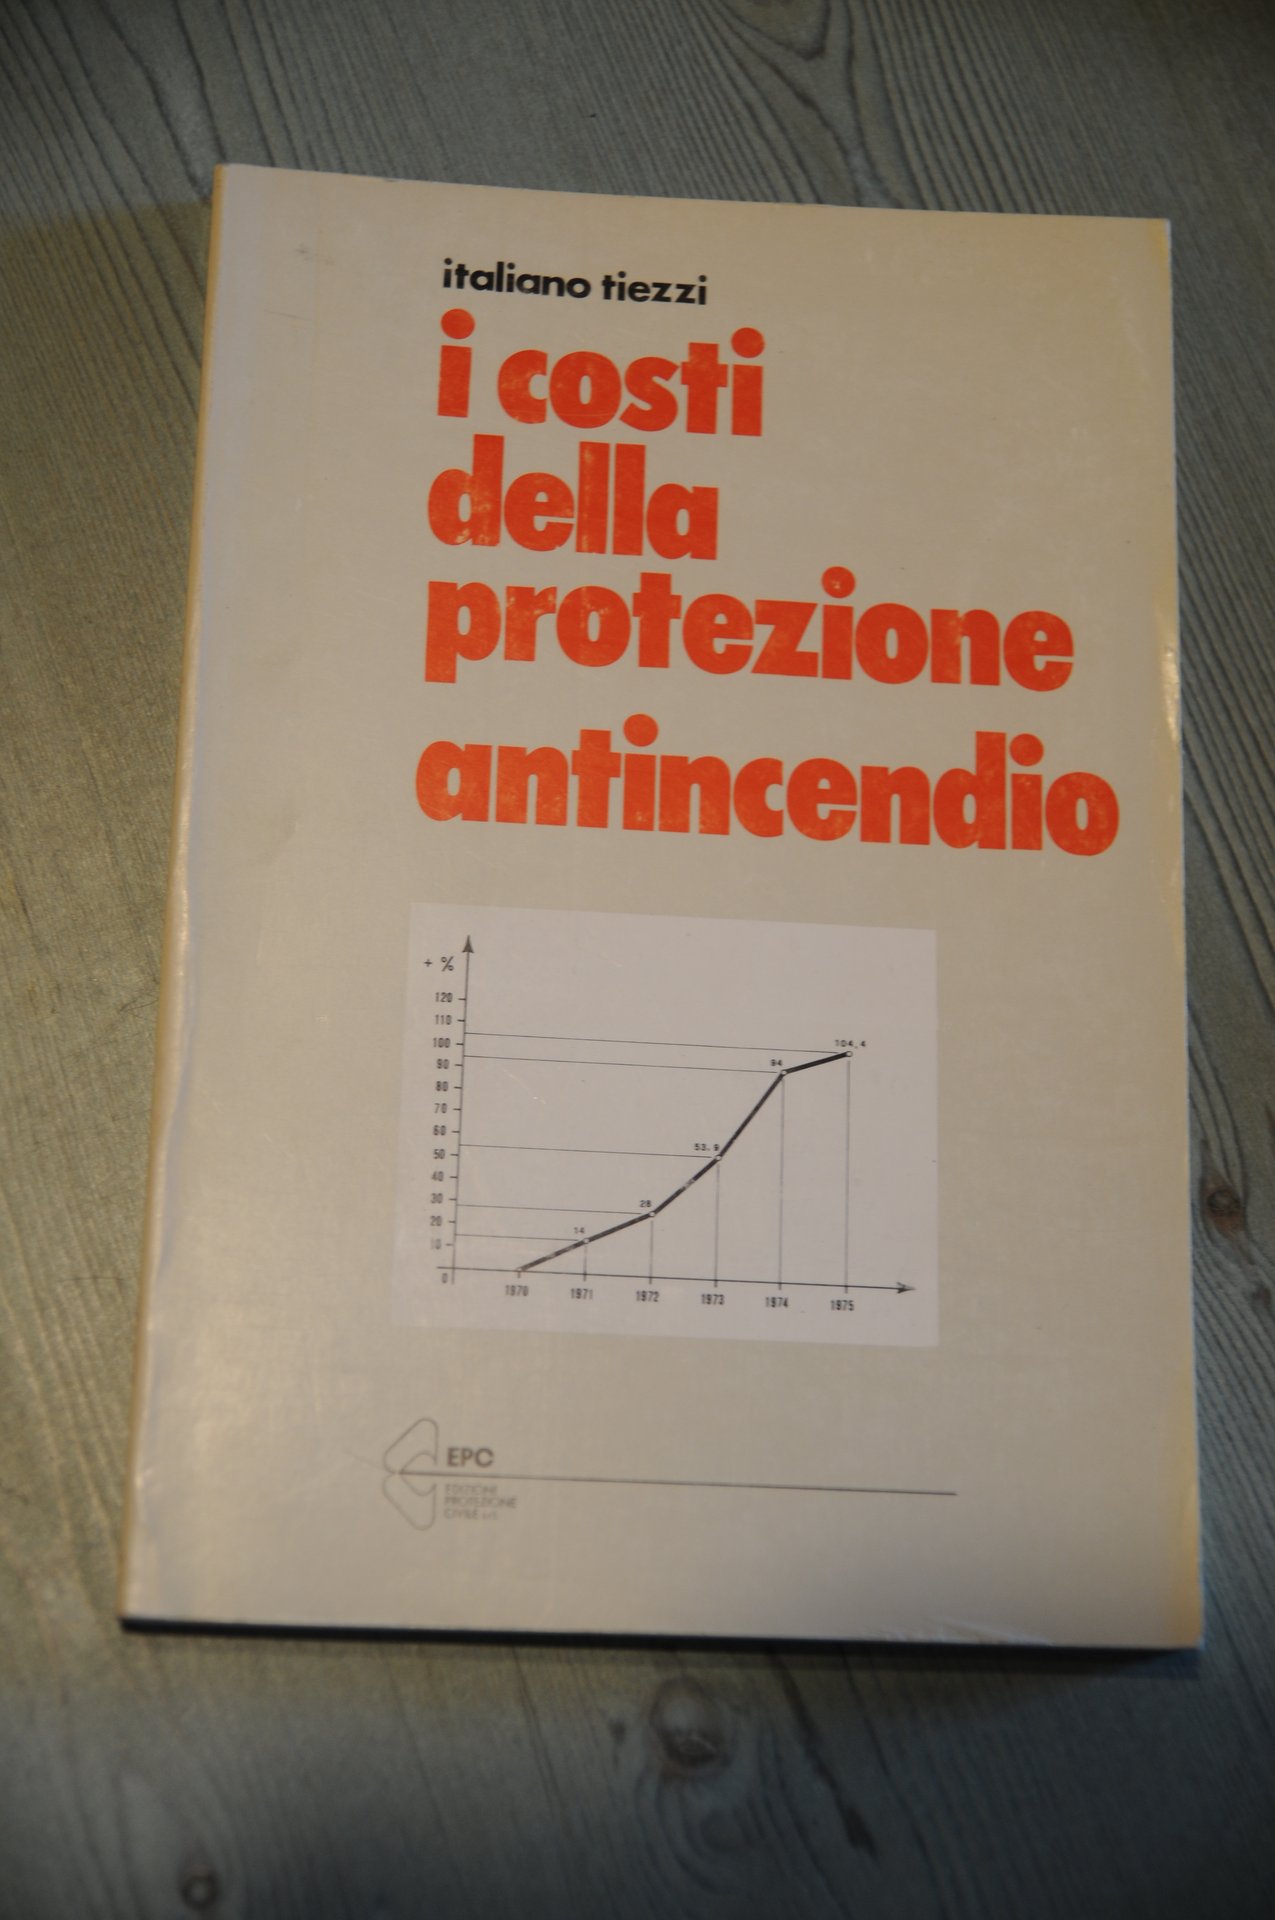 italiano tiezzi
i costi
della
protezione
antincendio
+ %
120
110
100
90
80
70
60
50
40
30
20
10
0
14
28
53,9
94
104,4
1970
1971
1972
1973
1974
1975
EPC
EDIZIONI
PROTEZIONE
CIVILE srl